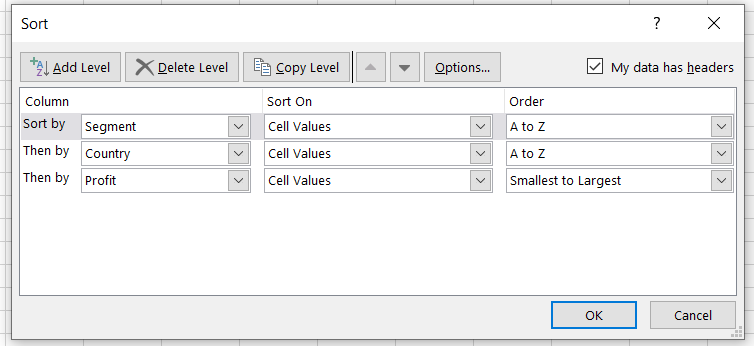 Sort ?
Add Level Delete Level Copy Level Options... My data has headers
Column Sort On Order
Sort by Segment Cell Values A to Z
Then by Country Cell Values A to Z
Then by Profit Cell Values Smallest to Largest
OK Cancel